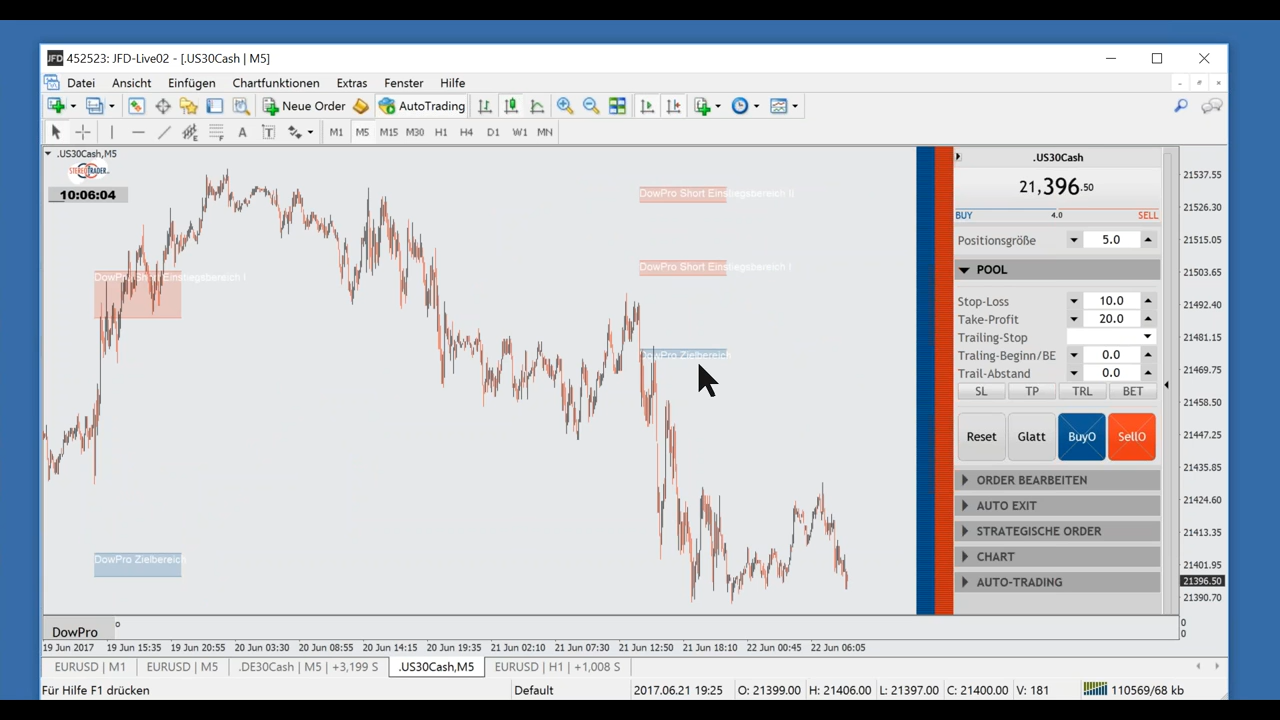 JFD 452523: JFD-Live02 - [.US30Cash | M5]
Datei Ansicht Einfügen Chartfunktionen Extras Fenster Hilfe
Neue Order AutoTrading
A T M1 M5 M15 M30 H1 H4 D1 W1 MN
.US30Cash,M5
STEREOTRADER
10:06:04
DowPro Short Einstiegsbereich II
DowPro Short Einstiegsbereich I
DowPro Short Einstiegsbereich I
DowPro Zielbereich
DowPro Zielbereich
.US30Cash
21,396.50
BUY 4.0 SELL
Positionsgröße 5.0
POOL
Stop-Loss 10.0
Take-Profit 20.0
Trailing-Stop
Traling-Beginn/BE 0.0
Trail-Abstand 0.0
SL TP TRL BET
Reset Glatt BuyO SellO
ORDER BEARBEITEN
AUTO EXIT
STRATEGISCHE ORDER
CHART
AUTO-TRADING
21537.55
21526.30
21515.05
21503.65
21492.40
21481.15
21469.75
21458.50
21447.25
21435.85
21424.60
21413.35
21401.95
21396.50
21390.70
0
0
DowPro 0
19 Jun 2017 19 Jun 15:35 19 Jun 20:55 20 Jun 03:30 20 Jun 08:55 20 Jun 14:15 20 Jun 19:35 21 Jun 02:10 21 Jun 07:30 21 Jun 12:50 21 Jun 18:10 22 Jun 00:45 22 Jun 06:05
EURUSD | M1 EURUSD | M5 .DE30Cash | M5 | +3,199 S .US30Cash,M5 EURUSD | H1 | +1,008 S
Für Hilfe F1 drücken Default 2017.06.21 19:25 O: 21399.00 H: 21406.00 L: 21397.00 C: 21400.00 V: 181 110569/68 kb